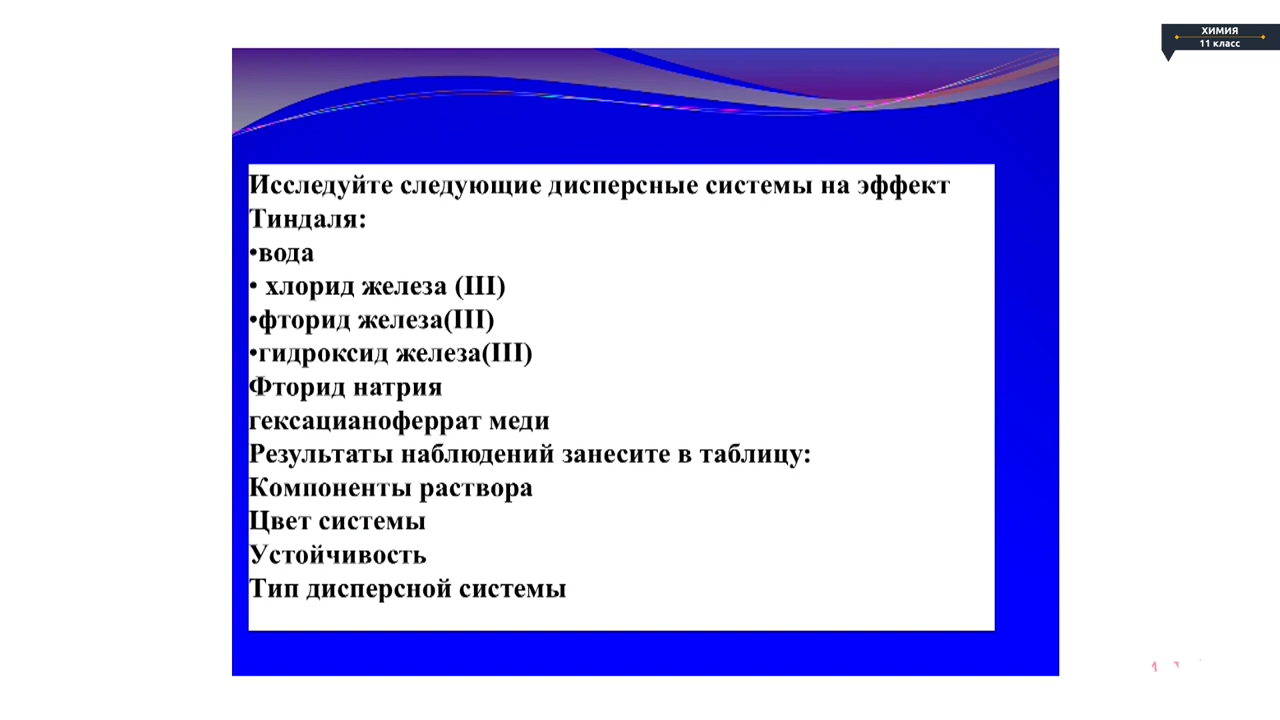 ХИМИЯ
11 класс
Исследуйте следующие дисперсные системы на эффект
Тиндаля:
•вода
• хлорид железа (III)
•фторид железа(III)
•гидроксид железа(III)
Фторид натрия
гексацианоферрат меди
Результаты наблюдений занесите в таблицу:
Компоненты раствора
Цвет системы
Устойчивость
Тип дисперсной системы